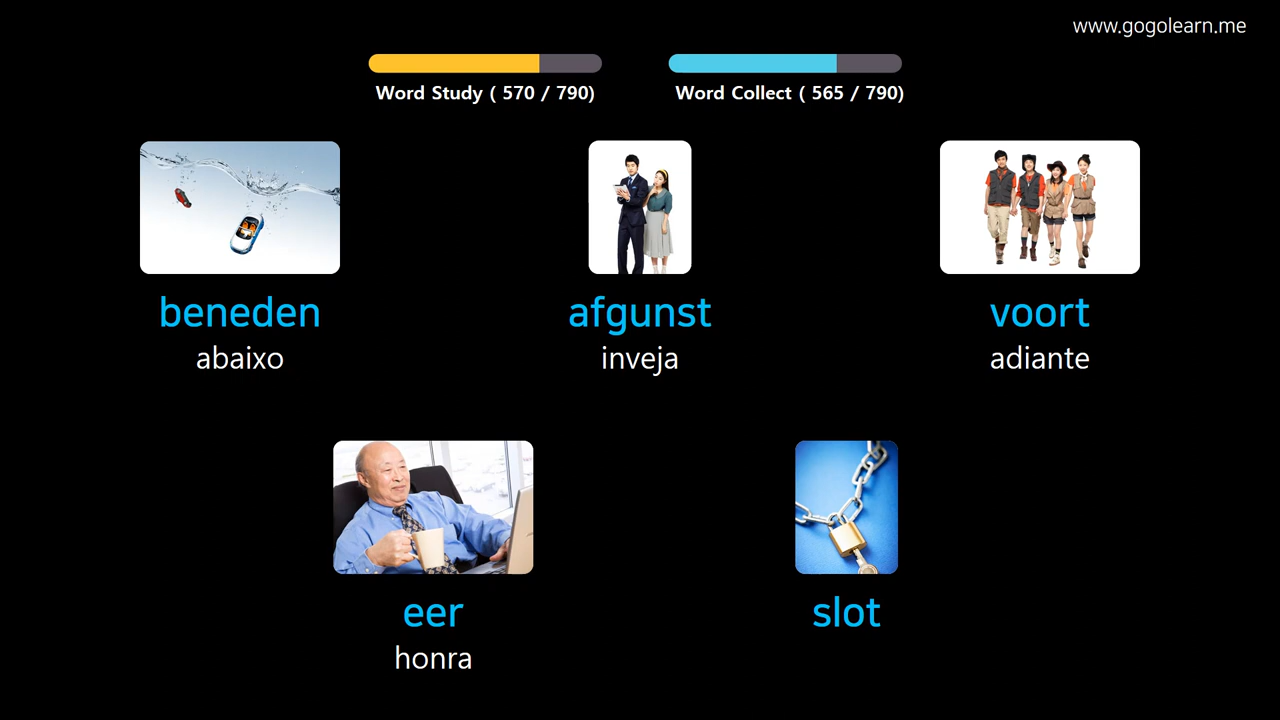 www.gogolearn.me
Word Study ( 570 / 790)
Word Collect ( 565 / 790)
beneden
abaixo
afgunst
inveja
voort
adiante
eer
honra
slot